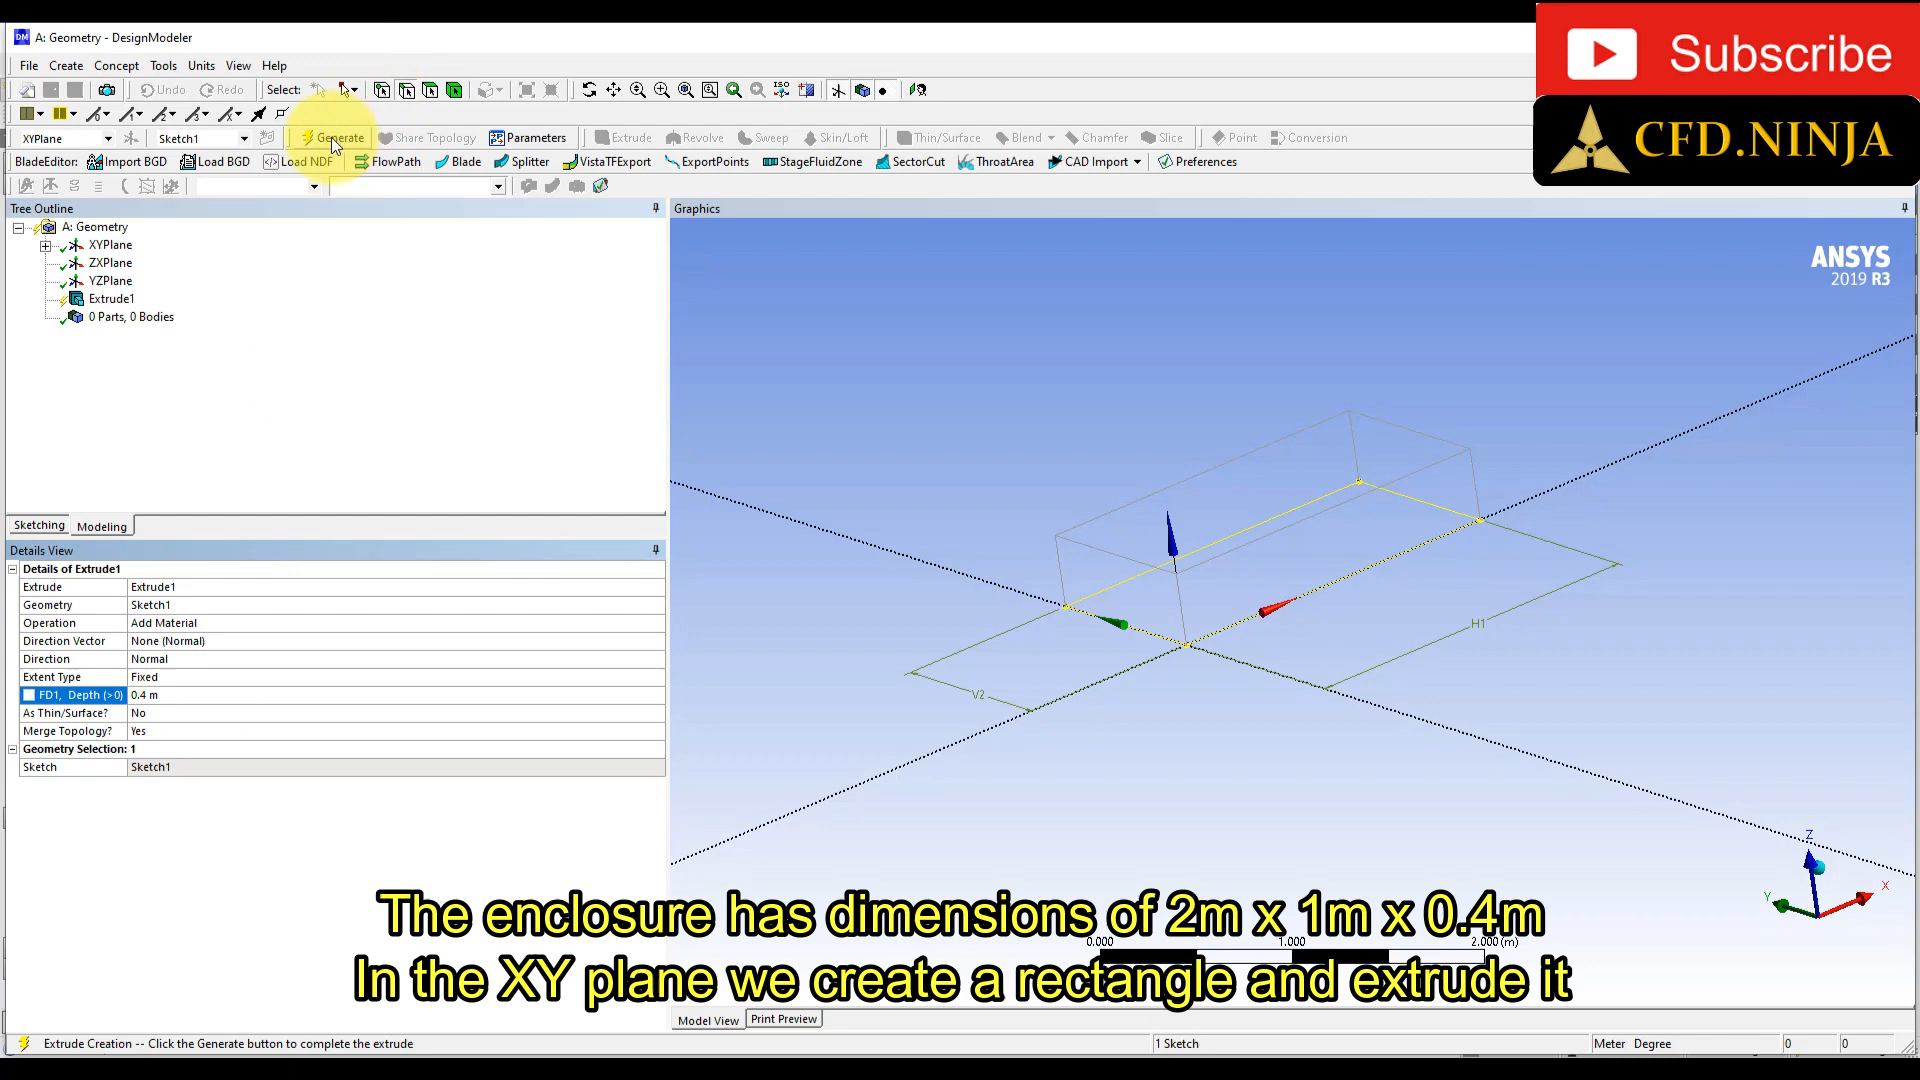 A: Geometry - DesignModeler
Subscribe
File Edit Create Concept Tools Units View Help
Undo Redo Select: ISO
XYPlane Sketch1 Generate Share Topology Parameters Extrude Revolve Sweep Skin/Loft Thin/Surface Blend Chamfer Slice Point Conversion
CFD.NINJA
BladeEditor: Import BGD Load BGD Load NDF FlowPath Blade Splitter VistaTFExport ExportPoints StageFluidZone SectorCut ThroatArea CAD Import Preferences
Tree Outline
Graphics
A: Geometry
XYPlane
ZXPlane
YZPlane
Extrude1
0 Parts, 0 Bodies
ANSYS
2019 R3
Sketching Modeling
Details View
Details of Extrude1
Extrude Extrude1
Geometry Sketch1
Operation Add Material
Direction Vector None (Normal)
Direction Normal
Extent Type Fixed
FD1, Depth (>0) 0.4 m
As Thin/Surface? No
Merge Topology? Yes
Geometry Selection: 1
Sketch Sketch1
H1
V2
Z
X
Y
The enclosure has dimensions of 2m x 1m x 0.4m
0.000 1.000 2.000 (m)
In the XY plane we create a rectangle and extrude it
Model View Print Preview
Extrude Creation -- Click the Generate button to complete the extrude 1 Sketch Meter Degree 0 0